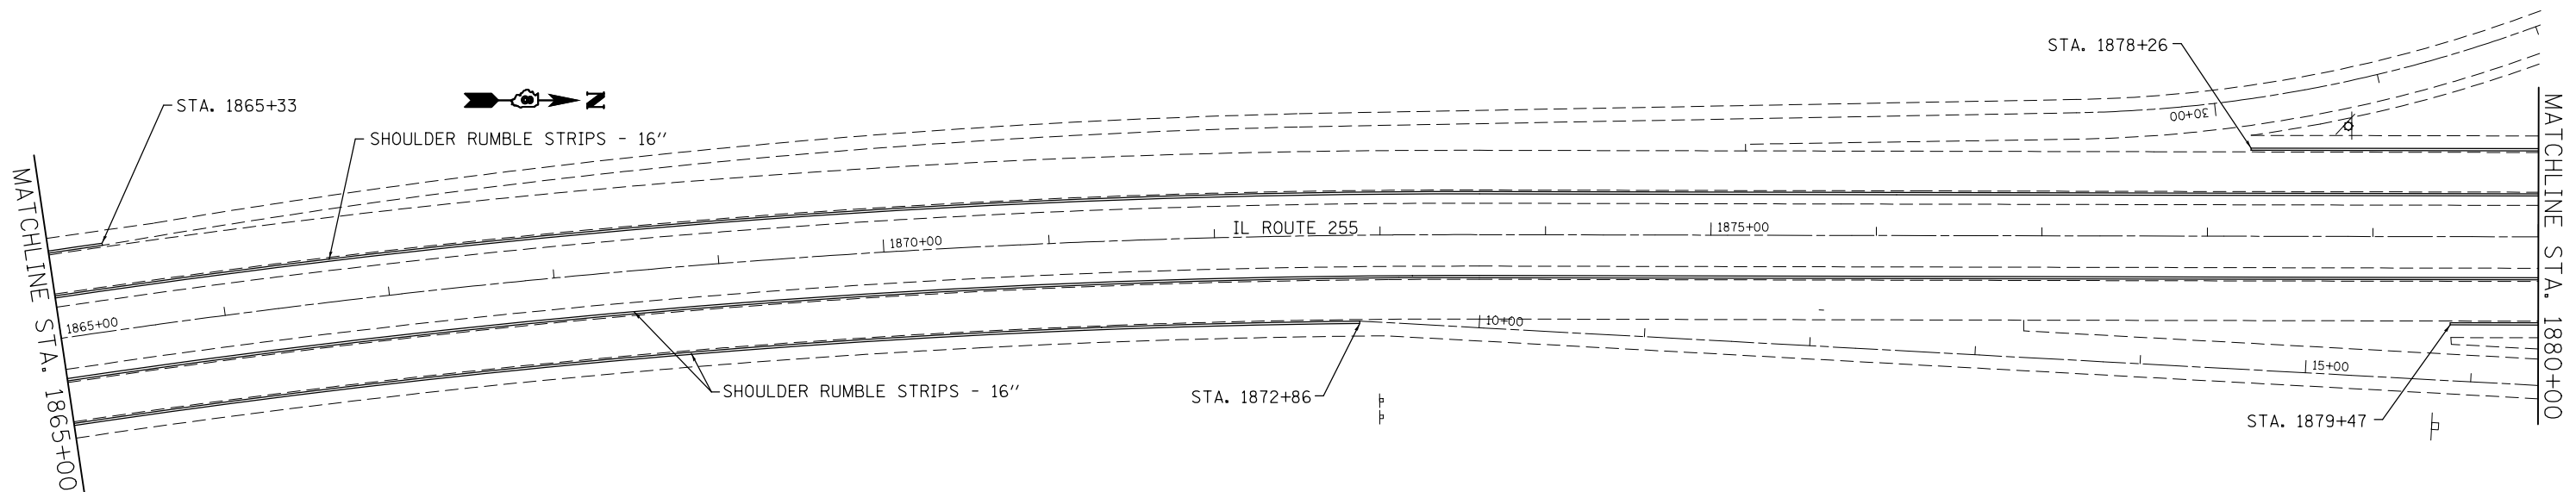 STA. 1878+26
STA. 1865+33
N
SHOULDER RUMBLE STRIPS - 16"
30+00
MATCHLINE STA. 1865+00
MATCHLINE STA. 1880+00
IL ROUTE 255
1875+00
1870+00
1865+00
10+00
15+00
SHOULDER RUMBLE STRIPS - 16"
STA. 1872+86
STA. 1879+47